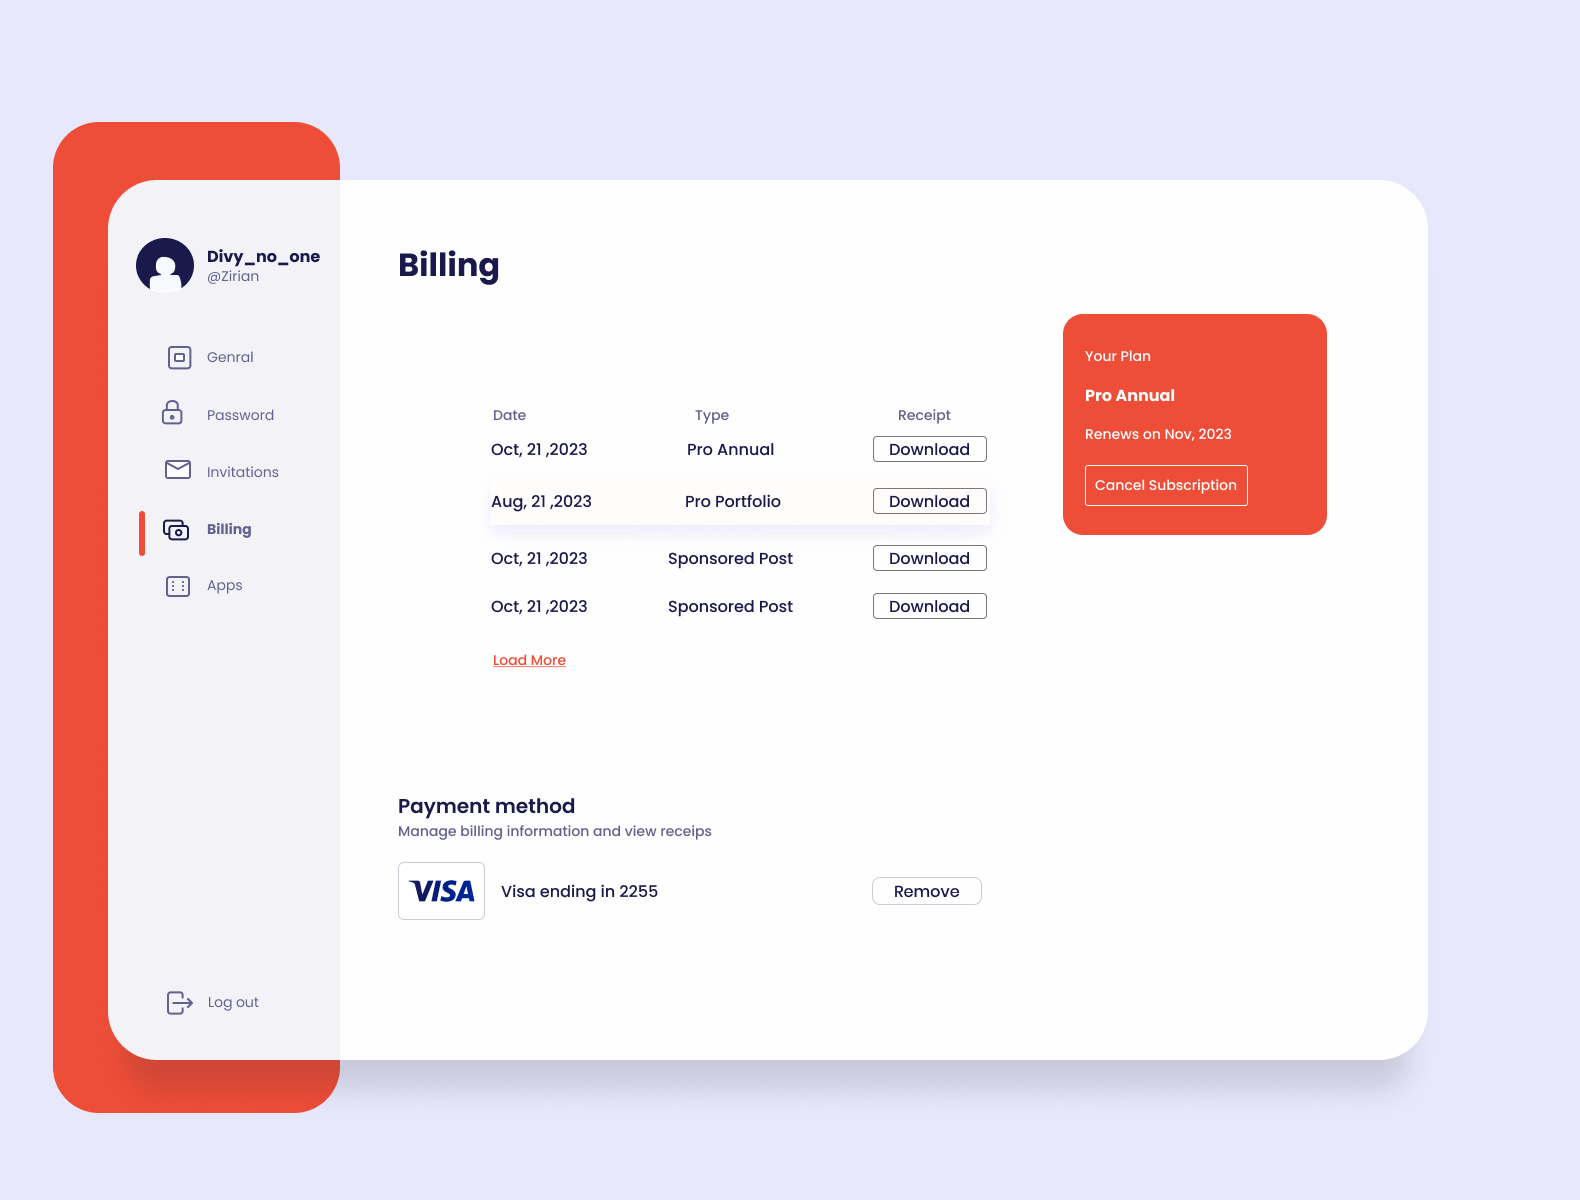 Divy_no_one
@Zirian
Genral
Password
Invitations
Billing
Apps
Log out
Billing
Date Type Receipt
Oct, 21 ,2023 Pro Annual Download
Aug, 21 ,2023 Pro Portfolio Download
Oct, 21 ,2023 Sponsored Post Download
Oct, 21 ,2023 Sponsored Post Download
Load More
Your Plan
Pro Annual
Renews on Nov, 2023
Cancel Subscription
Payment method
Manage billing information and view receips
VISA Visa ending in 2255 Remove